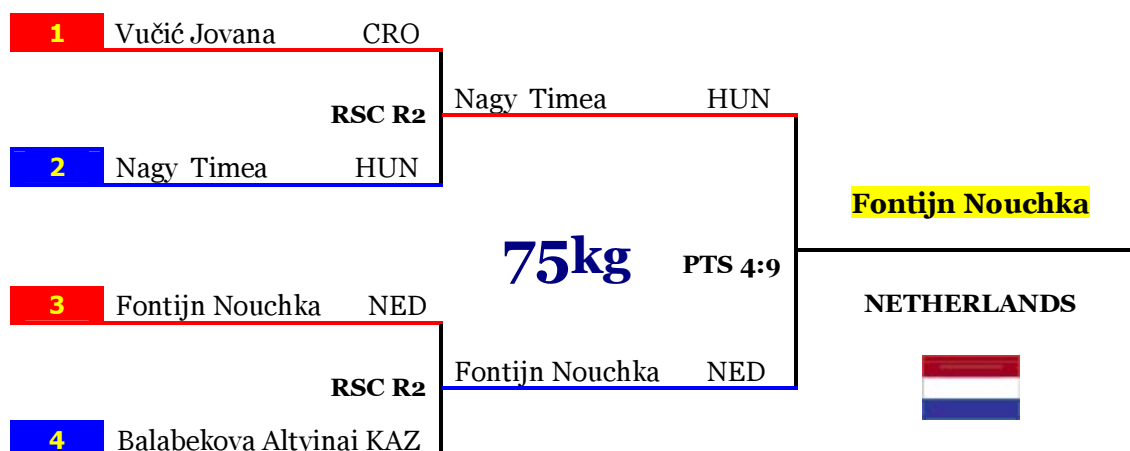 1 Vučić Jovana CRO
RSC R2
Nagy Timea HUN
2 Nagy Timea HUN
Fontijn Nouchka
75kg
PTS 4:9
3 Fontijn Nouchka NED
NETHERLANDS
RSC R2
Fontijn Nouchka NED
4 Balabekova Altvinai KAZ